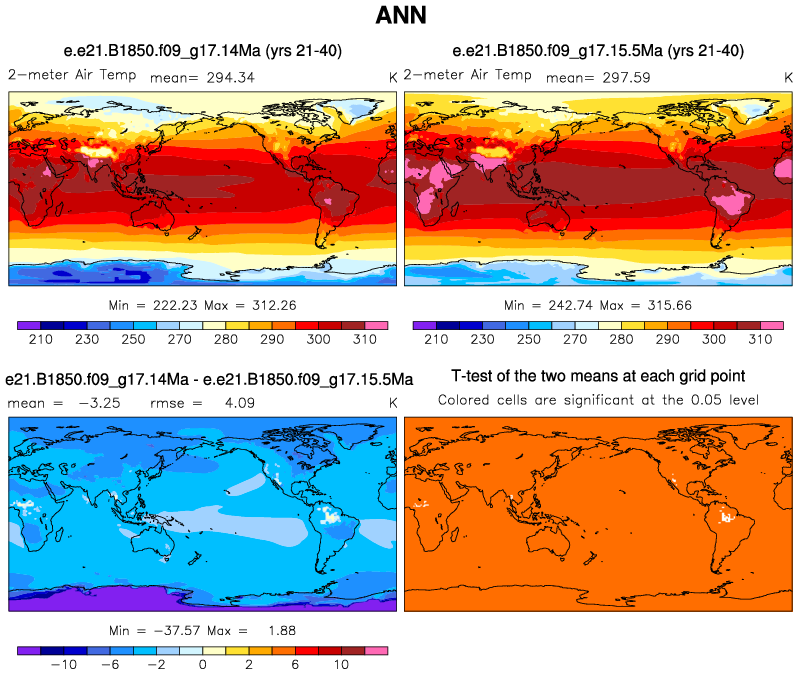 ANN
e.e21.B1850.f09_g17.14Ma (yrs 21-40)
2-meter Air Temp mean= 294.34 K
Min = 222.23 Max = 312.26
210 230 250 270 280 290 300 310
e.e21.B1850.f09_g17.15.5Ma (yrs 21-40)
2-meter Air Temp mean= 297.59 K
Min = 242.74 Max = 315.66
210 230 250 270 280 290 300 310
e21.B1850.f09_g17.14Ma - e.e21.B1850.f09_g17.15.5Ma
mean = -3.25 rmse = 4.09 K
Min = -37.57 Max = 1.88
-10 -6 -2 0 2 6 10
T-test of the two means at each grid point
Colored cells are significant at the 0.05 level